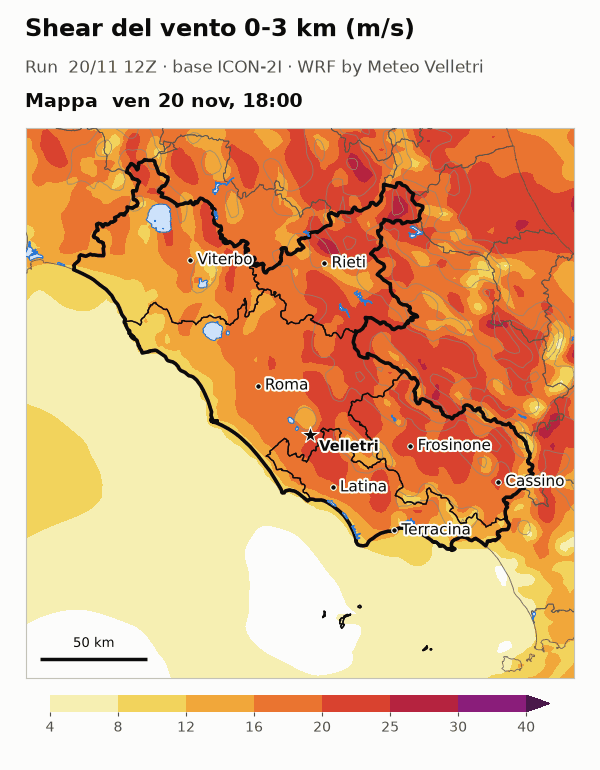 Shear del vento 0-3 km (m/s)
Run  20/11 12Z · base ICON-2I · WRF by Meteo Velletri
Mappa  ven 20 nov, 18:00
Viterbo
Rieti
Roma
Velletri
Frosinone
Latina
Cassino
Terracina
50 km
4 8 12 16 20 25 30 40